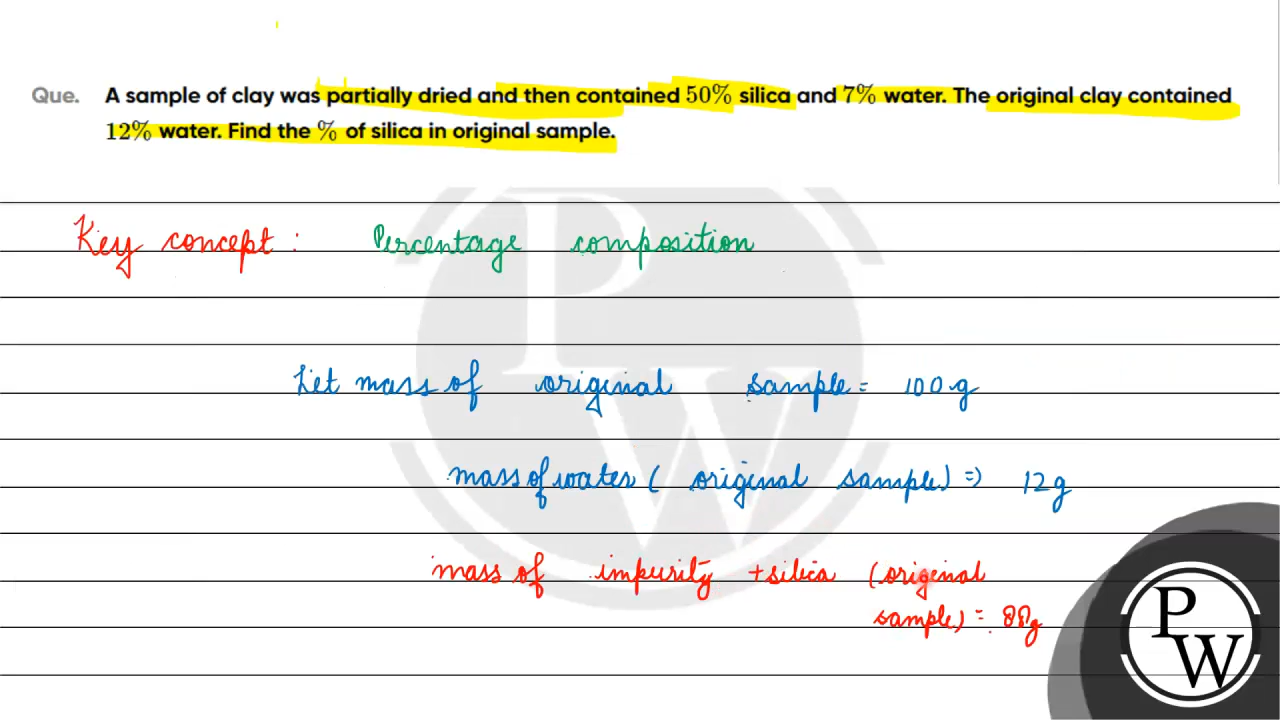 Que. A sample of clay was partially dried and then contained 50% silica and 7% water. The original clay contained
12% water. Find the % of silica in original sample.
Key concept : Percentage composition
Let mass of original sample = 100 g
mass of water ( original sample) => 12g
mass of impurity + silica (original
sample) = 88g
P
W
P
W